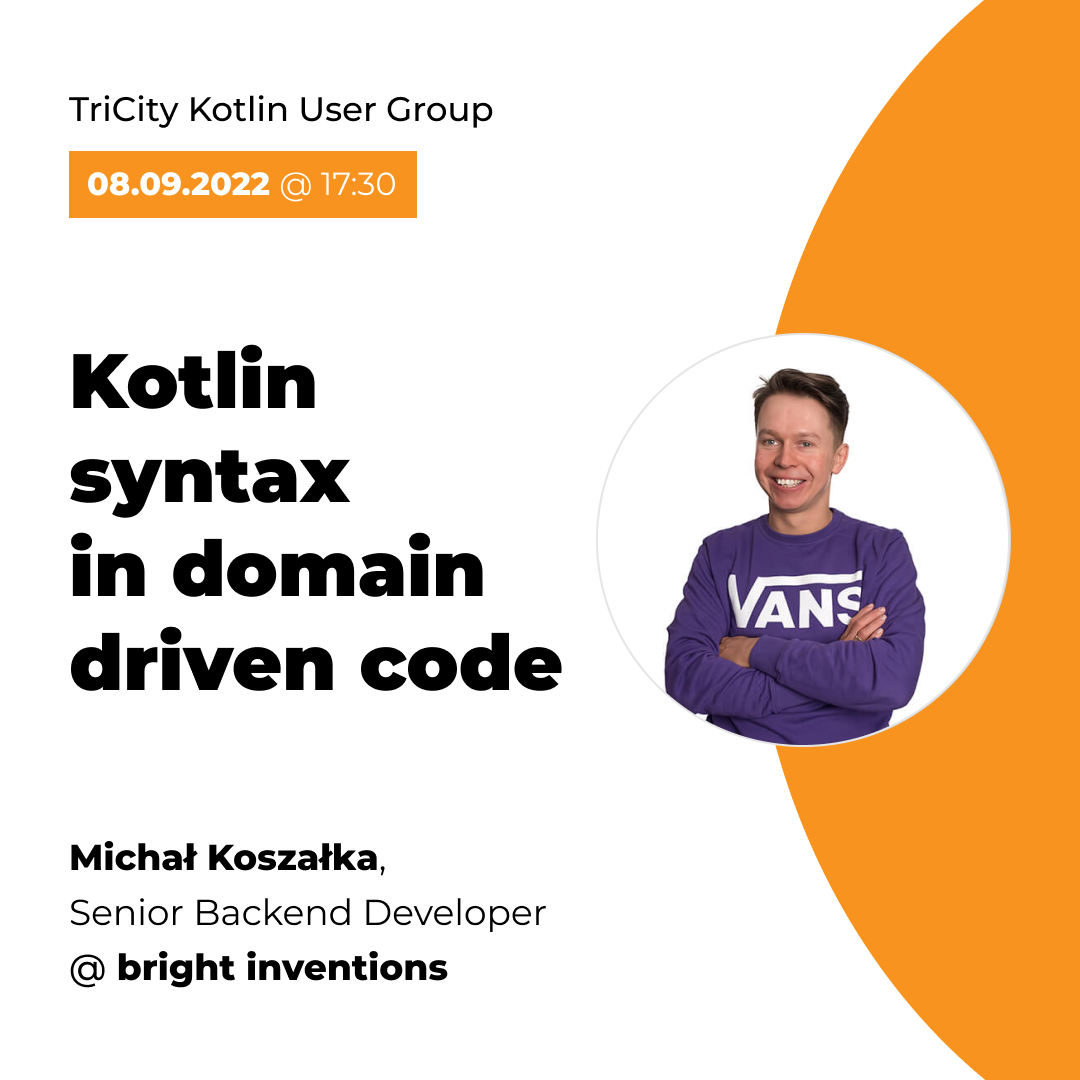 TriCity Kotlin User Group
08.09.2022 @ 17:30
Kotlin
syntax
in domain
driven code
VANS
Michał Koszałka,
Senior Backend Developer
@ bright inventions